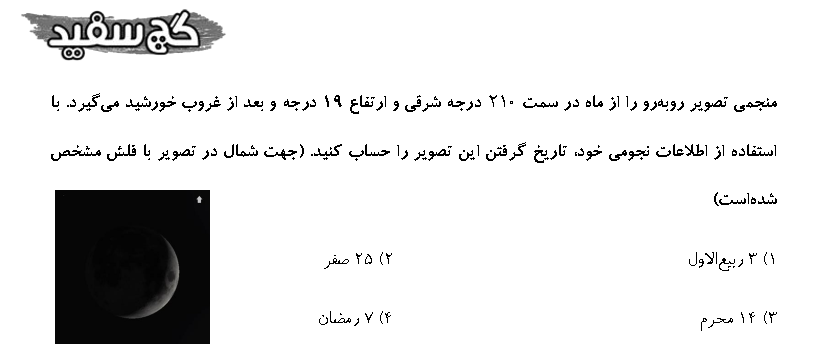 گچ سفید
منجمی تصویر روبه‌رو را از ماه در سمت ۲۱۰ درجه شرقی و ارتفاع ۱۹ درجه و بعد از غروب خورشید می‌گیرد. با
استفاده از اطلاعات نجومی خود، تاریخ گرفتن این تصویر را حساب کنید. (جهت شمال در تصویر با فلش مشخص
شده‌است)
۱) ۳ ربیع‌الاول ۲) ۲۵ صفر
۳) ۱۴ محرم ۴) ۷ رمضان